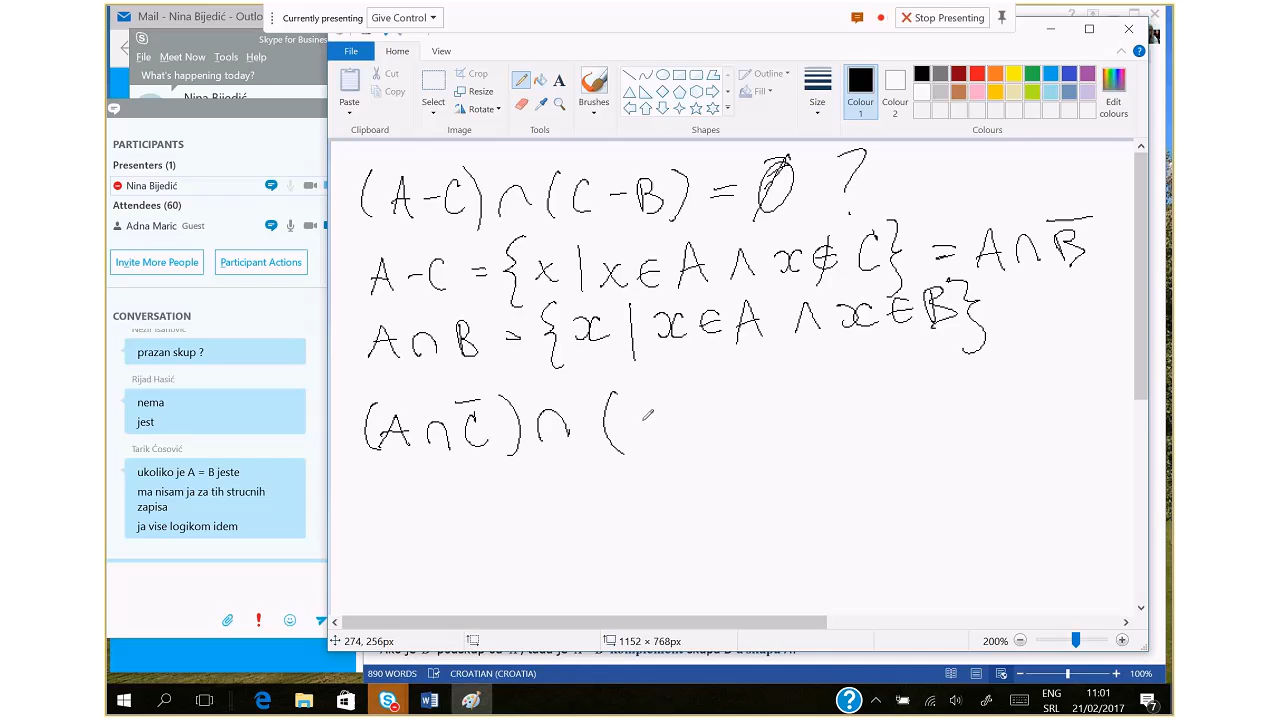 Mail - Nina Bijedić - Outlo
Currently presenting
Give Control
Stop Presenting
Skype for Business
File Meet Now Tools Help
What's happening today?
Nina Bijedić
File Home View
Paste
Cut
Copy
Clipboard
Select
Crop
Resize
Rotate
Image
A
Tools
Brushes
Shapes
Outline
Fill
Size
Colour 1
Colour 2
Edit colours
Colours
PARTICIPANTS
Presenters (1)
Nina Bijedić
Attendees (60)
Adna Maric Guest
Invite More People
Participant Actions
CONVERSATION
prazan skup ?
Rijad Hasić
nema
jest
Tarik Ćosović
ukoliko je A = B jeste
ma nisam ja za tih strucnih
zapisa
ja vise logikom idem
(A-C)∩(C-B)=∅ ?
A-C = {x|x∈A ∧ x∉C} = A∩B̅
A∩B = {x|x∈A ∧ x∈B}
(A∩C̅)∩(
274, 256px
1152 × 768px
200%
890 WORDS
CROATIAN (CROATIA)
100%
ENG
SRL
11:01
21/02/2017
7